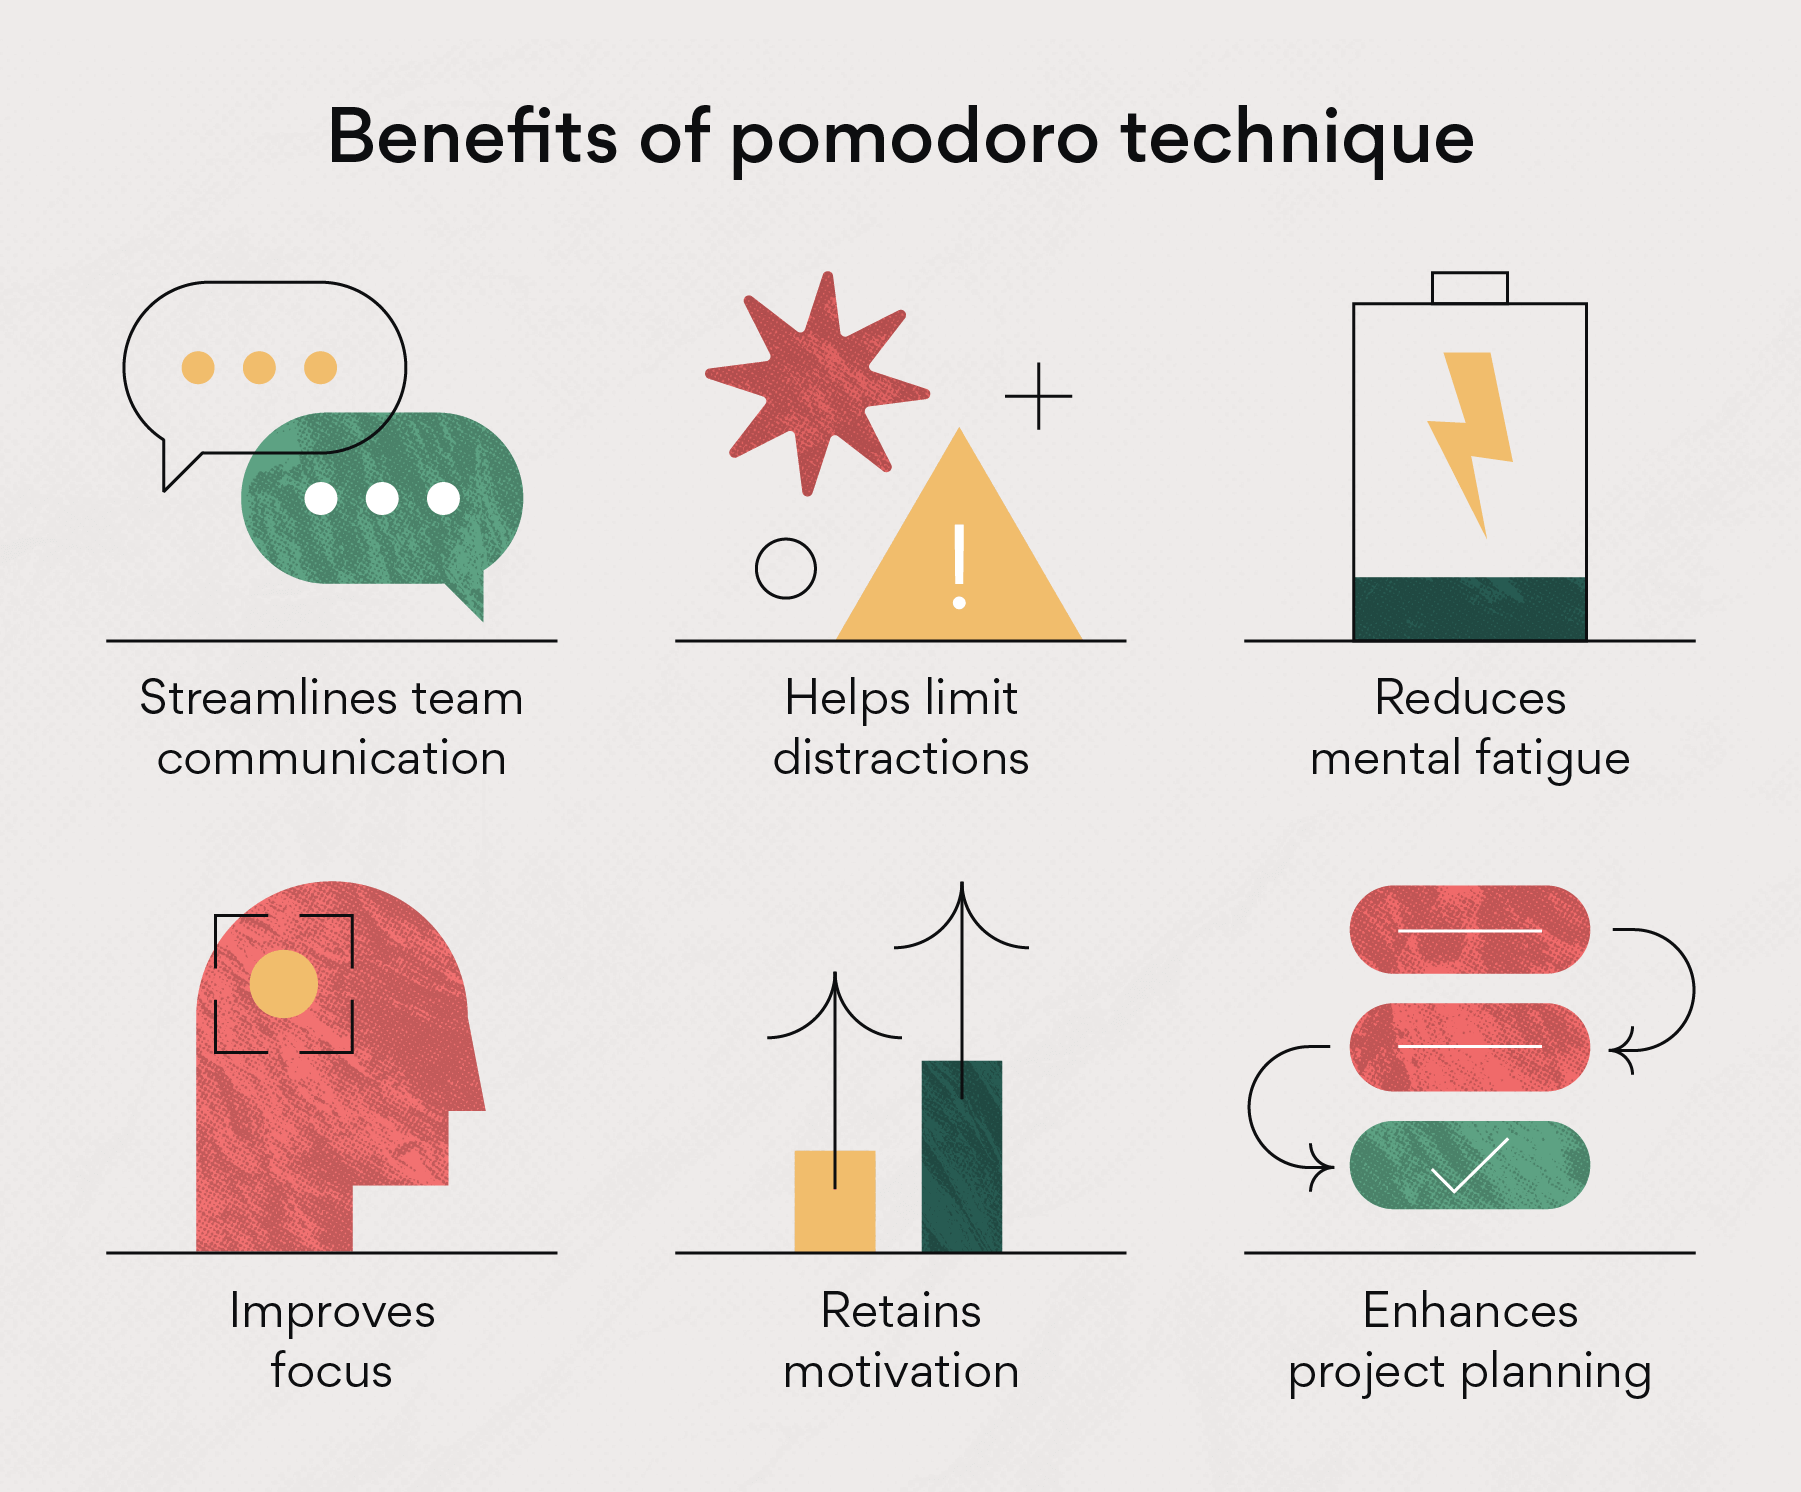 Benefits of pomodoro technique
Streamlines team
communication
Helps limit
distractions
Reduces
mental fatigue
Improves
focus
Retains
motivation
Enhances
project planning